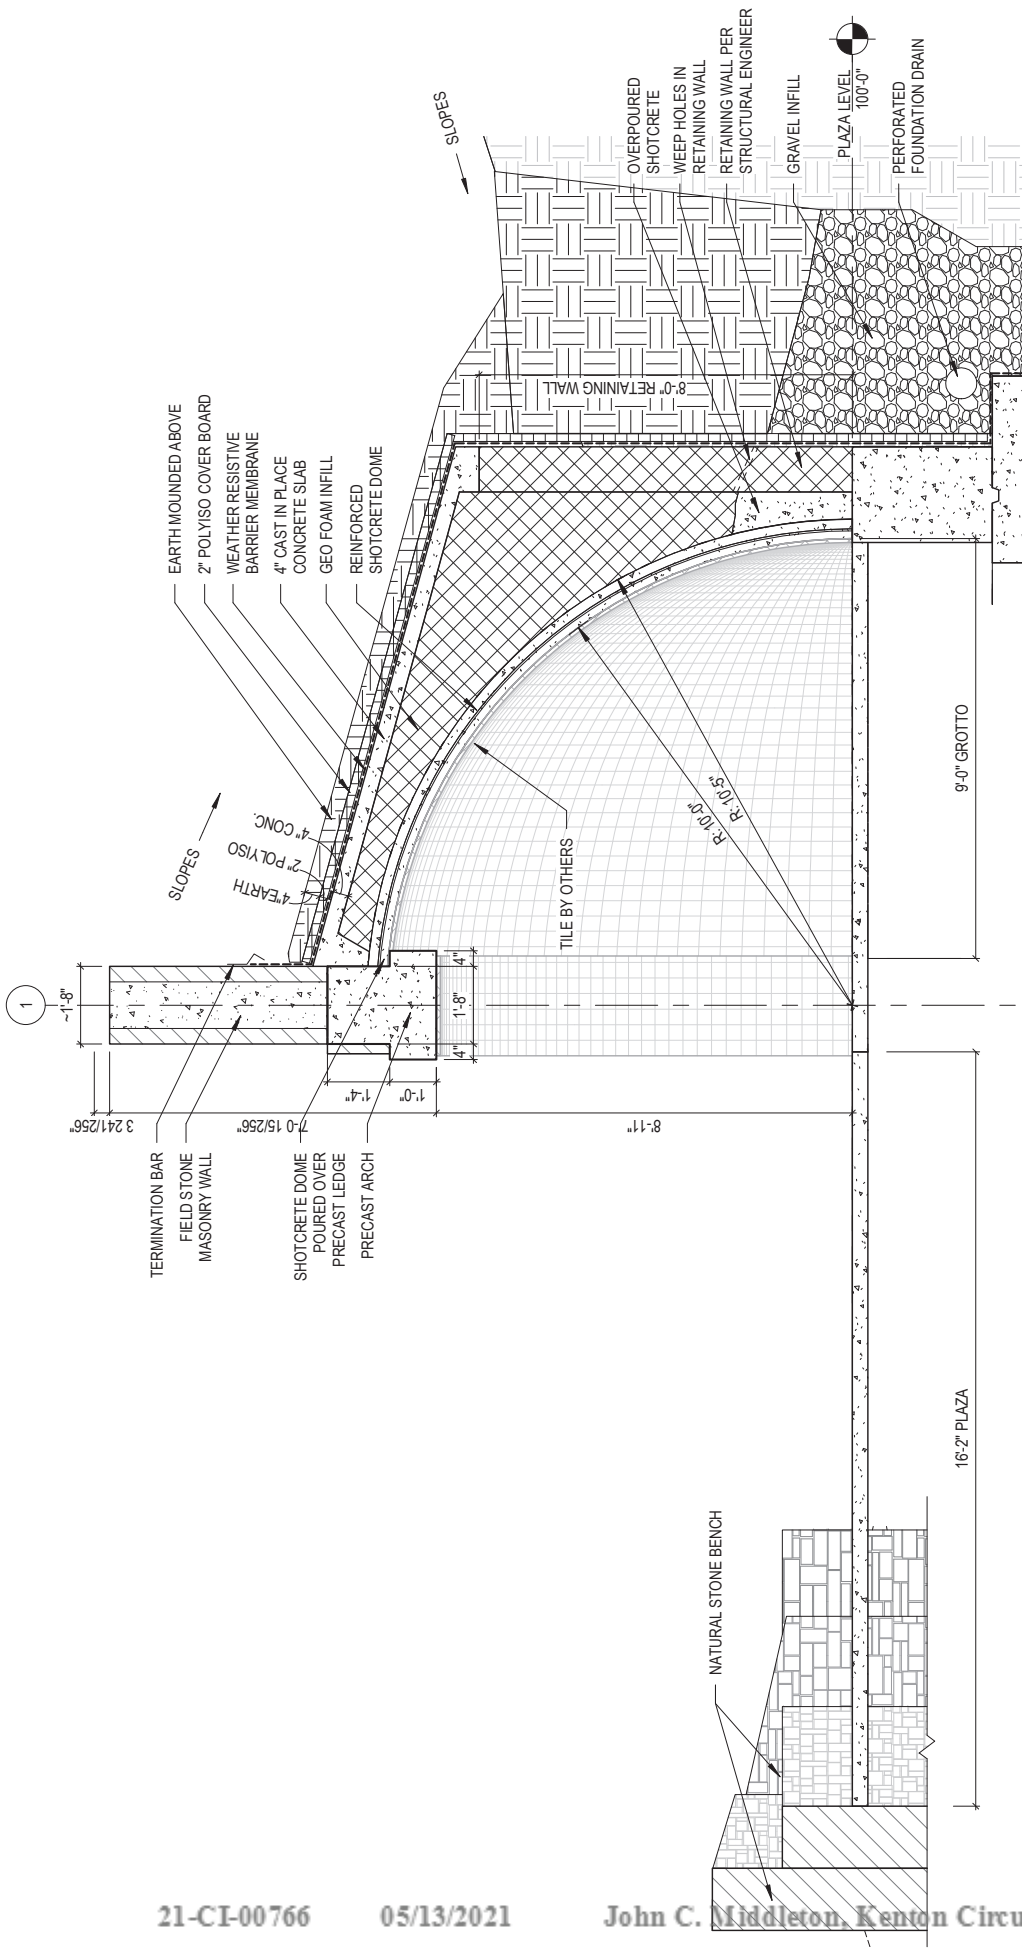 1
~1'-8"
3 241/256"
7'-0 15/256"
1'-4"
1'-0"
8'-11"
4"
1'-8"
4"
TERMINATION BAR
FIELD STONE
MASONRY WALL
SHOTCRETE DOME
POURED OVER
PRECAST LEDGE
PRECAST ARCH
SLOPES
4" EARTH
2" POLYISO
4" CONC.
EARTH MOUNDED ABOVE
2" POLYISO COVER BOARD
WEATHER RESISTIVE
BARRIER MEMBRANE
4" CAST IN PLACE
CONCRETE SLAB
GEO FOAM INFILL
REINFORCED
SHOTCRETE DOME
SLOPES
OVERPOURED
SHOTCRETE
WEEP HOLES IN
RETAINING WALL
RETAINING WALL PER
STRUCTURAL ENGINEER
GRAVEL INFILL
PLAZA LEVEL
100'-0"
PERFORATED
FOUNDATION DRAIN
8'-0" RETAINING WALL
TILE BY OTHERS
R: 10'-0"
R: 10'-5"
9'-0" GROTTO
16'-2" PLAZA
NATURAL STONE BENCH
21-CI-00766 05/13/2021 John C. Middleton, Kenton Circu